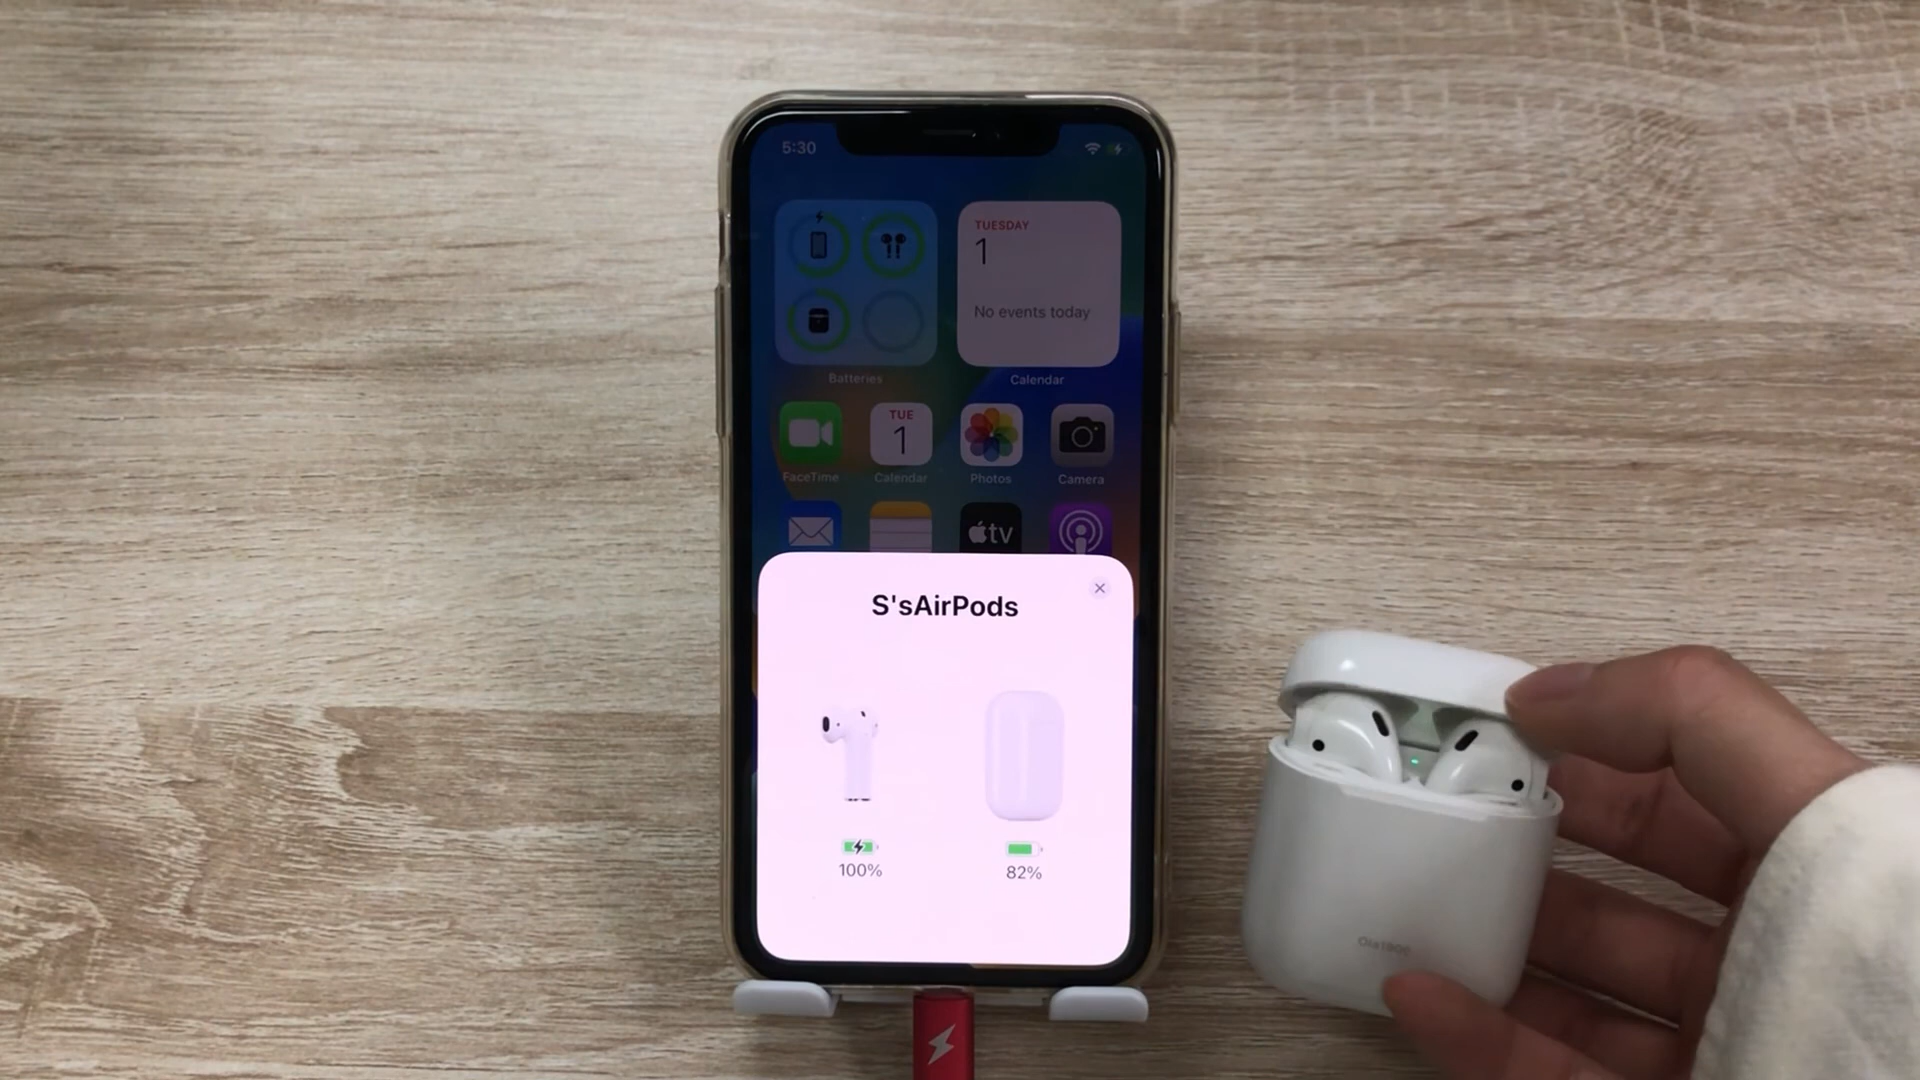 5:30
TUESDAY
1
No events today
Batteries
Calendar
TUE
1
FaceTime
Calendar
Photos
Camera
tv
S'sAirPods
100%
82%